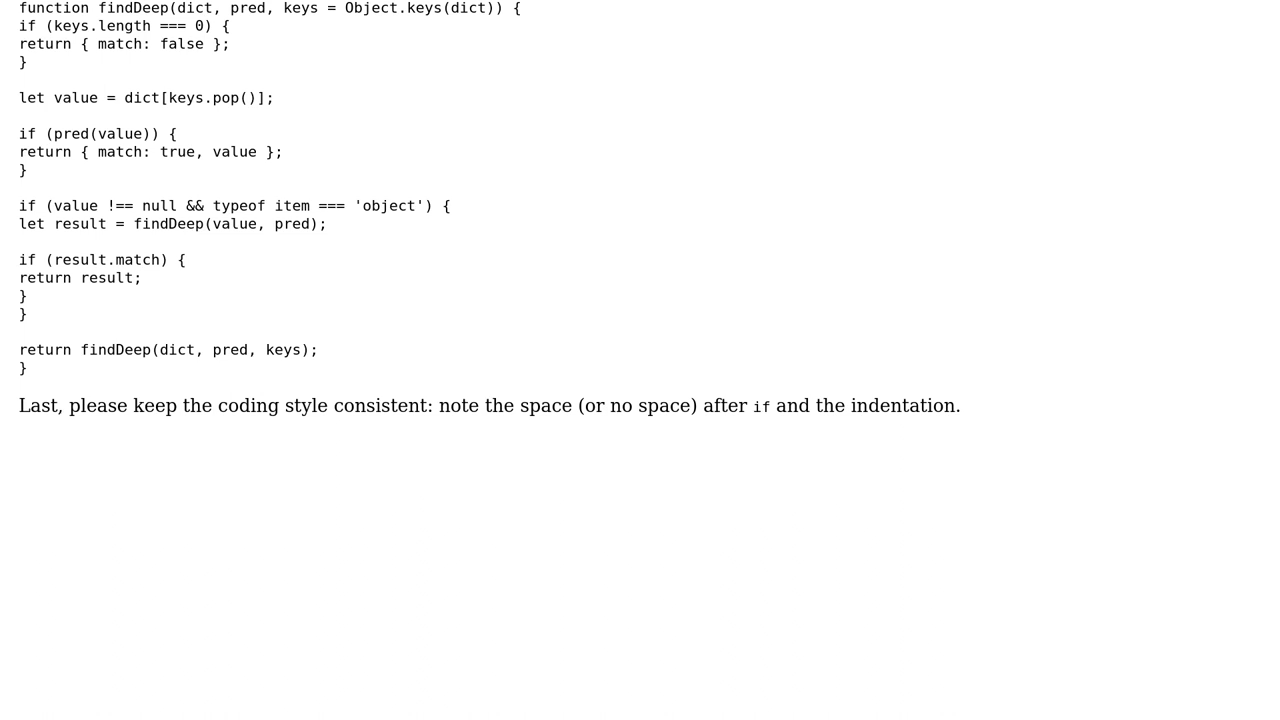 function findDeep(dict, pred, keys = Object.keys(dict)) {
if (keys.length === 0) {
return { match: false };
}
let value = dict[keys.pop()];
if (pred(value)) {
return { match: true, value };
}
if (value !== null && typeof item === 'object') {
let result = findDeep(value, pred);
if (result.match) {
return result;
}
}
return findDeep(dict, pred, keys);
}
Last, please keep the coding style consistent: note the space (or no space) after if and the indentation.